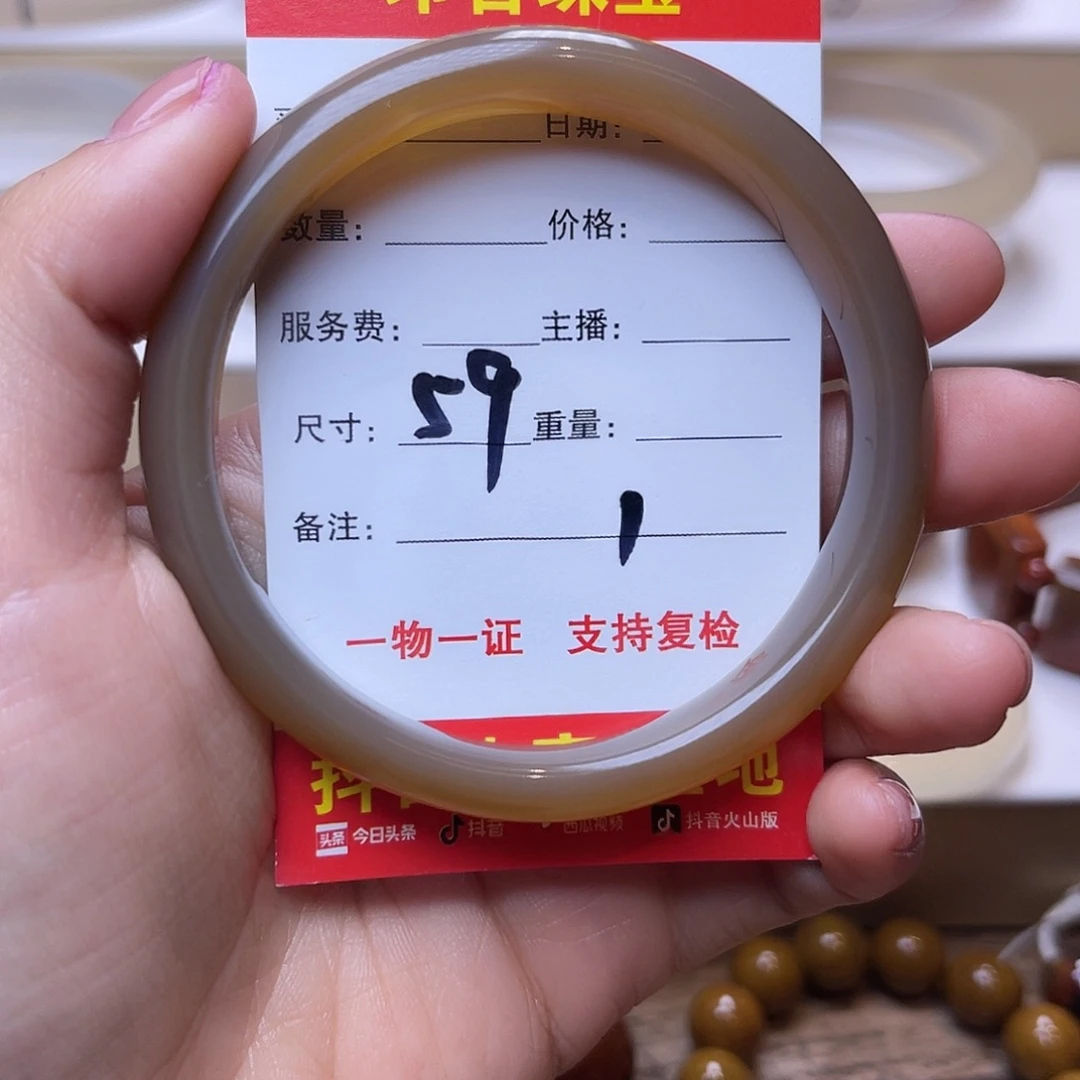 日期：
数量： 价格：
服务费： 主播：
尺寸： 59 重量：
备注： 1
一物一证 支持复检
头条 今日头条 抖音 西瓜视频 抖音火山版